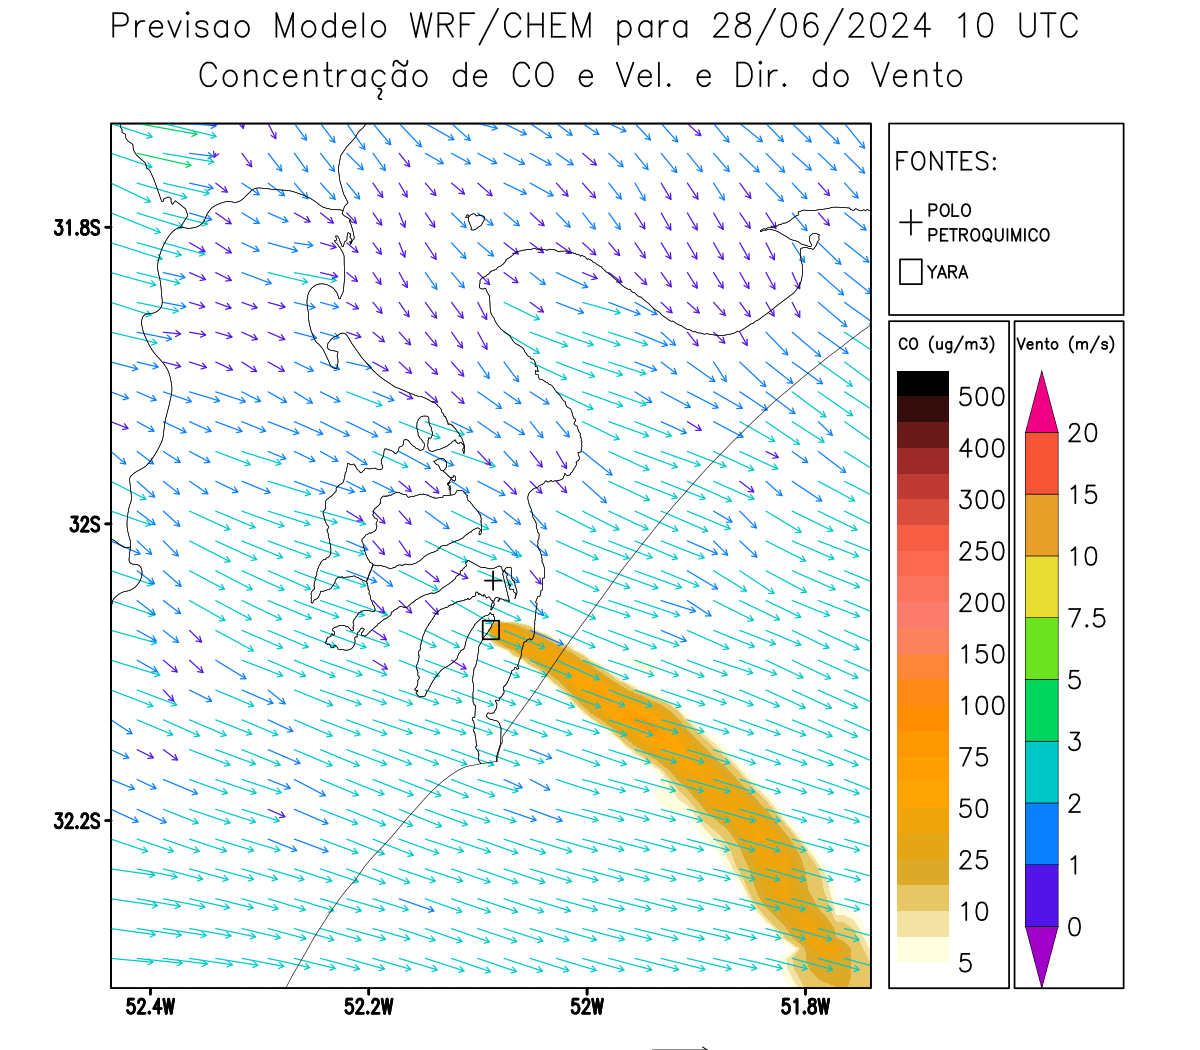 Previsao Modelo WRF/CHEM para 28/06/2024 10 UTC
Concentração de CO e Vel. e Dir. do Vento
FONTES:
POLO
PETROQUIMICO
YARA
CO (ug/m3)
500
400
300
250
200
150
100
75
50
25
10
5
Vento (m/s)
20
15
10
7.5
5
3
2
1
0
31.8S
32S
32.2S
52.4W
52.2W
52W
51.8W